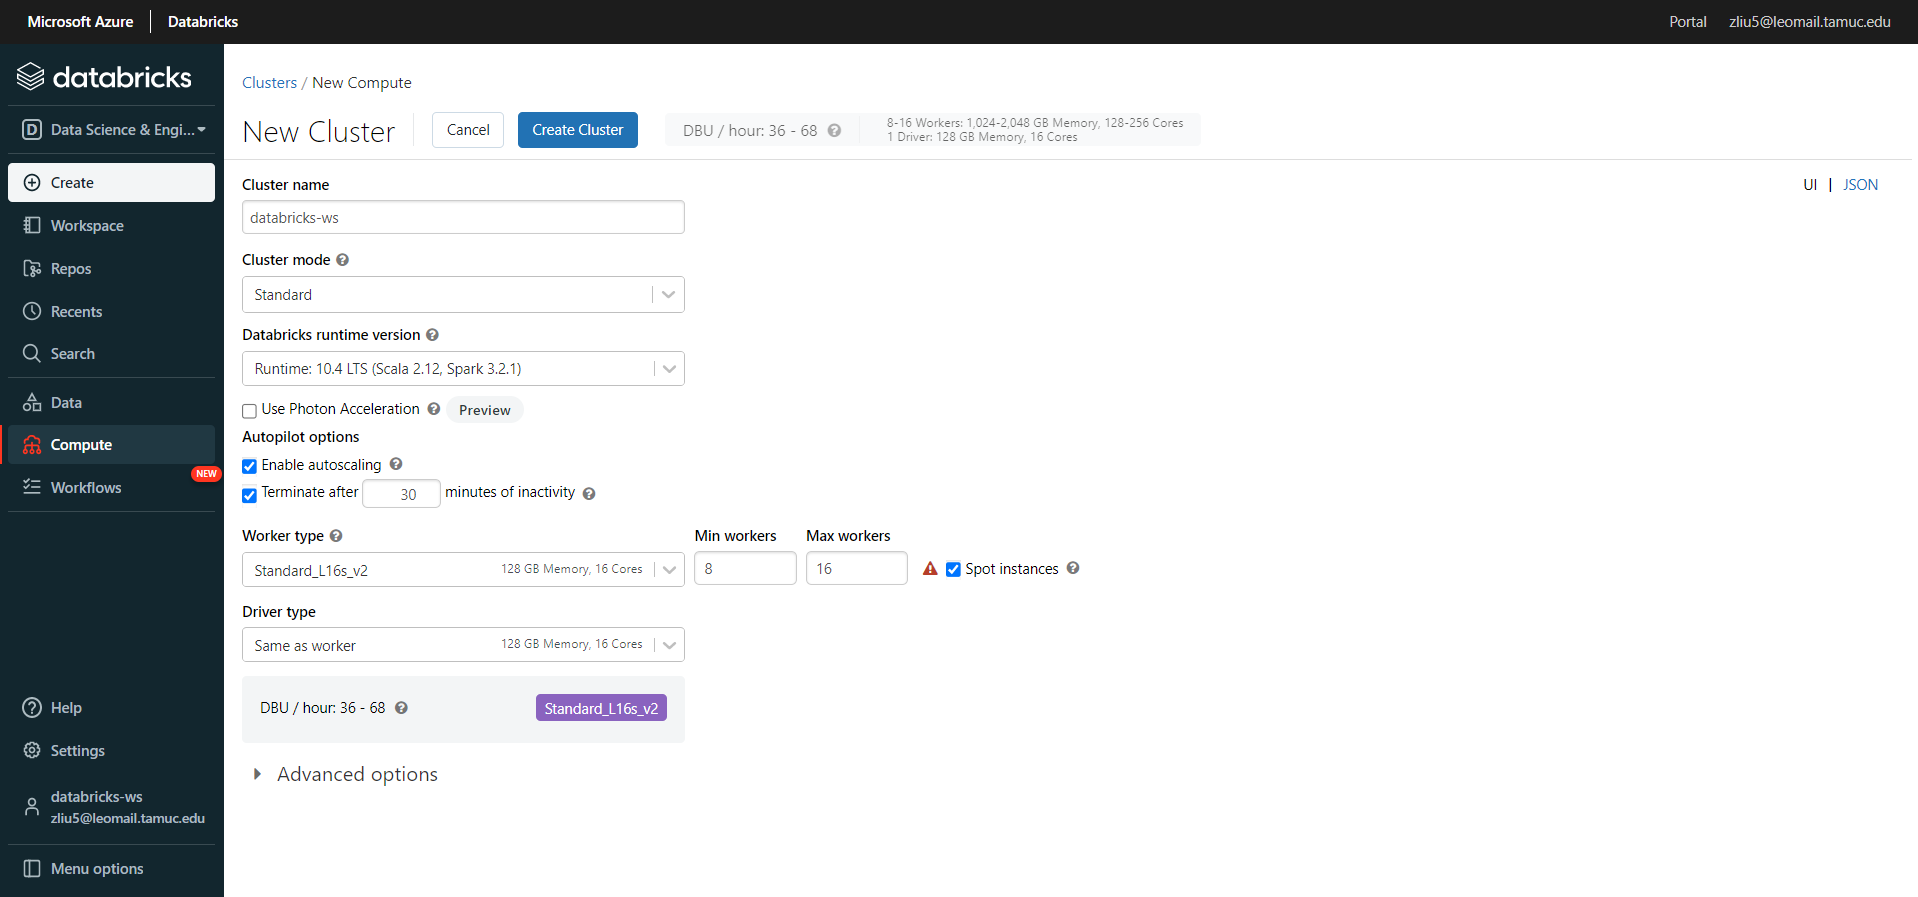 Microsoft Azure
Databricks
Portal
zliu5@leomail.tamuc.edu
databricks
D
Data Science & Engi...
Create
Workspace
Repos
Recents
Search
Data
Compute
NEW
Workflows
Help
Settings
databricks-ws
zliu5@leomail.tamuc.edu
Menu options
Clusters / New Compute
New Cluster
Cancel
Create Cluster
DBU / hour: 36 - 68 ?
8-16 Workers: 1,024-2,048 GB Memory, 128-256 Cores
1 Driver: 128 GB Memory, 16 Cores
UI | JSON
Cluster name
databricks-ws
Cluster mode ?
Standard
Databricks runtime version ?
Runtime: 10.4 LTS (Scala 2.12, Spark 3.2.1)
Use Photon Acceleration ? Preview
Autopilot options
Enable autoscaling ?
Terminate after 30 minutes of inactivity ?
Worker type ?
Min workers
Max workers
Standard_L16s_v2 128 GB Memory, 16 Cores
8
16
Spot instances ?
Driver type
Same as worker 128 GB Memory, 16 Cores
DBU / hour: 36 - 68 ? Standard_L16s_v2
Advanced options